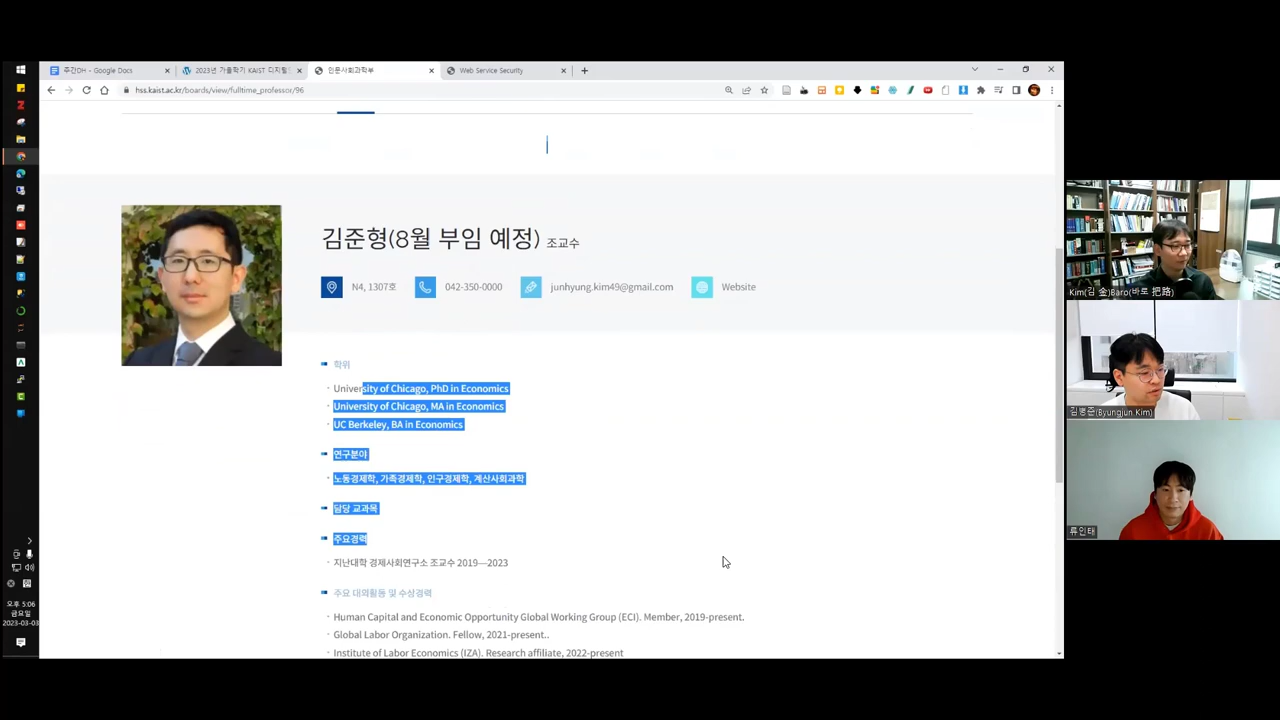 주간DH - Google Docs
2023년 가을학기 KAIST 디지털
인문사회과학부
Web Service Security
hss.kaist.ac.kr/boards/view/fulltime_professor/96
김준형(8월 부임 예정) 조교수
N4, 1307호
042-350-0000
junhyung.kim49@gmail.com
Website
학위
University of Chicago, PhD in Economics
University of Chicago, MA in Economics
UC Berkeley, BA in Economics
연구분야
노동경제학, 가족경제학, 인구경제학, 계산사회과학
담당 교과목
주요경력
지난대학 경제사회연구소 조교수 2019—2023
주요 대외활동 및 수상경력
Human Capital and Economic Opportunity Global Working Group (ECI). Member, 2019-present.
Global Labor Organization. Fellow, 2021-present..
Institute of Labor Economics (IZA). Research affiliate, 2022-present
Kim(김 金)Baro(바로 把路)
김병준(Byungjun Kim)
류인태
오후 5:06
금요일
2023-03-03